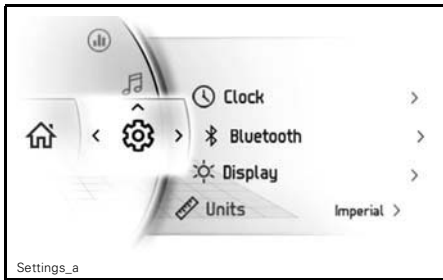 Clock
Bluetooth
Display
Units Imperial
Settings_a